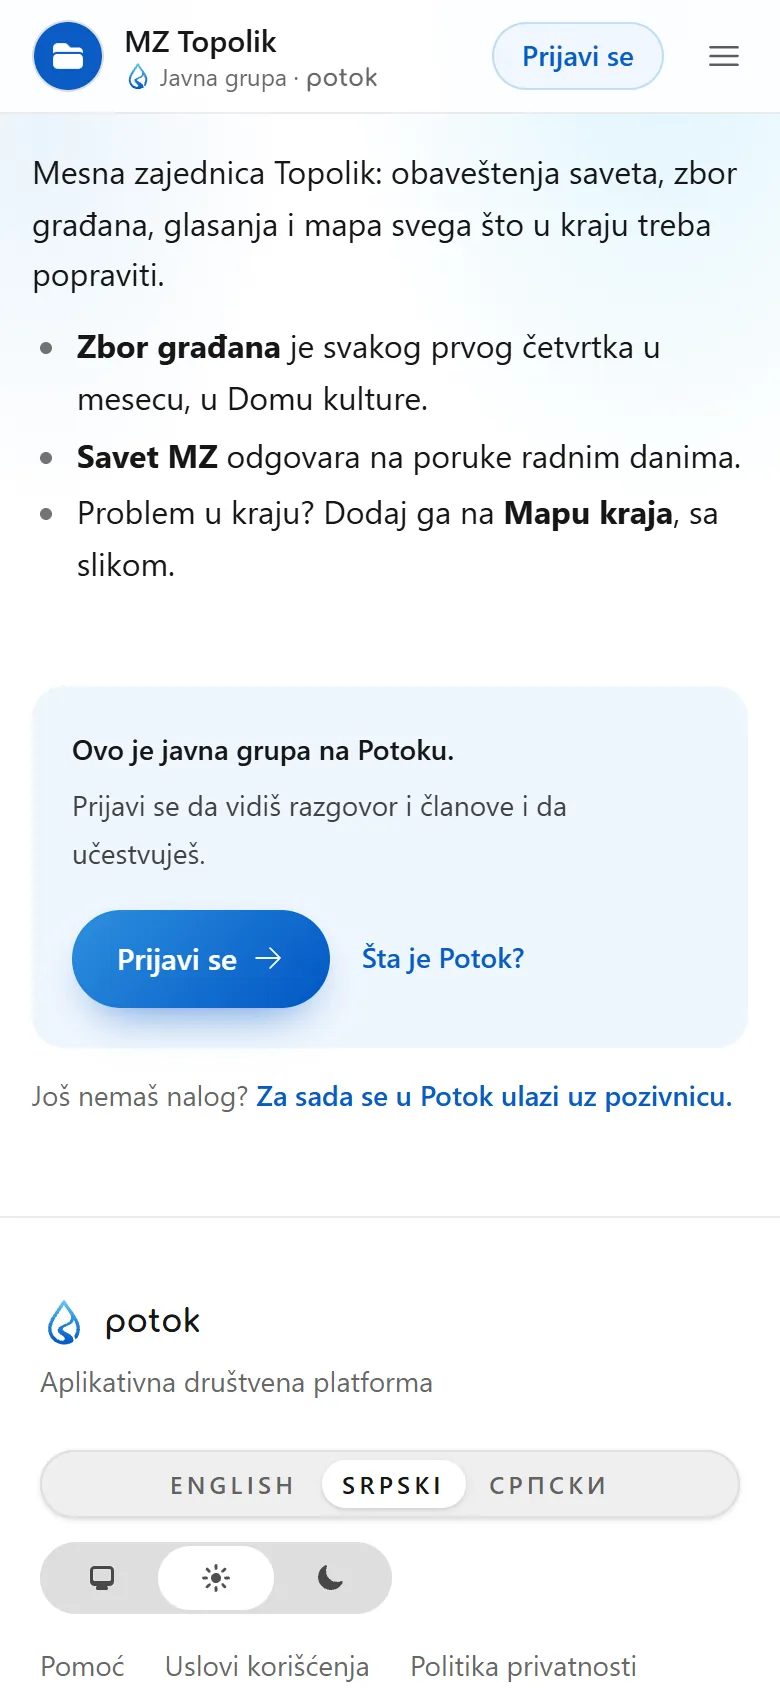 MZ Topolik
Javna grupa · potok
Prijavi se
Mesna zajednica Topolik: obaveštenja saveta, zbor
građana, glasanja i mapa svega što u kraju treba
popraviti.
Zbor građana je svakog prvog četvrtka u
mesecu, u Domu kulture.
Savet MZ odgovara na poruke radnim danima.
Problem u kraju? Dodaj ga na Mapu kraja, sa
slikom.
Ovo je javna grupa na Potoku.
Prijavi se da vidiš razgovor i članove i da
učestvuješ.
Prijavi se →
Šta je Potok?
Još nemaš nalog? Za sada se u Potok ulazi uz pozivnicu.
potok
Aplikativna društvena platforma
ENGLISH SRPSKI СРПСКИ
Pomoć Uslovi korišćenja Politika privatnosti